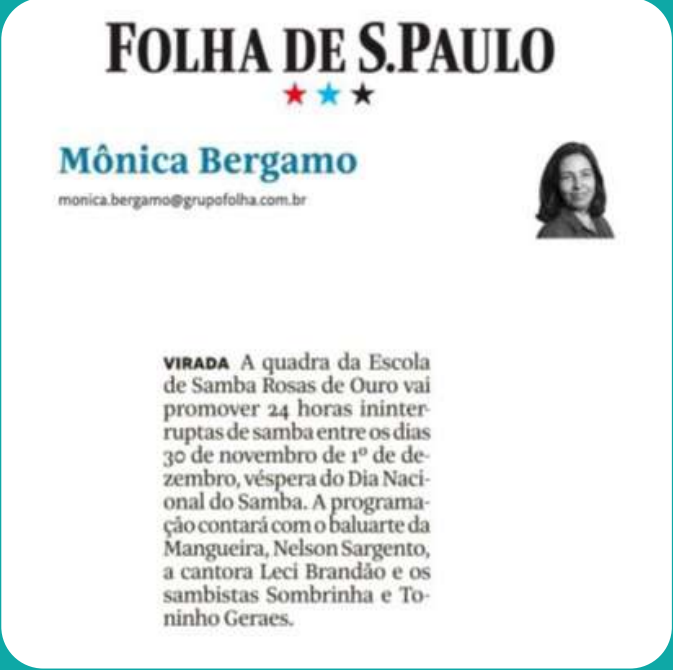 FOLHA DE S.PAULO
Mônica Bergamo
monica.bergamo@grupofolha.com.br
VIRADA A quadra da Escola
de Samba Rosas de Ouro vai
promover 24 horas ininter-
ruptas de samba entre os dias
30 de novembro de 1º de de-
zembro, véspera do Dia Naci-
onal do Samba. A programa-
ção contará com o baluarte da
Mangueira, Nelson Sargento,
a cantora Leci Brandão e os
sambistas Sombrinha e To-
ninho Geraes.